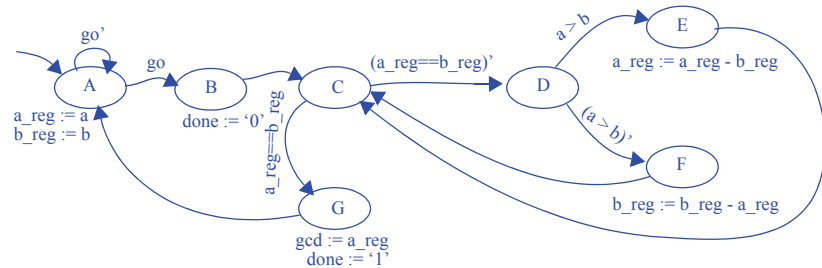 go’
go
A
B
C
(a_reg==b_reg)’
D
a > b
E
a_reg := a_reg - b_reg
a_reg := a
b_reg := b
done := ‘0’
a_reg==b_reg
(a > b)’
F
b_reg := b_reg - a_reg
G
gcd := a_reg
done := ‘1’